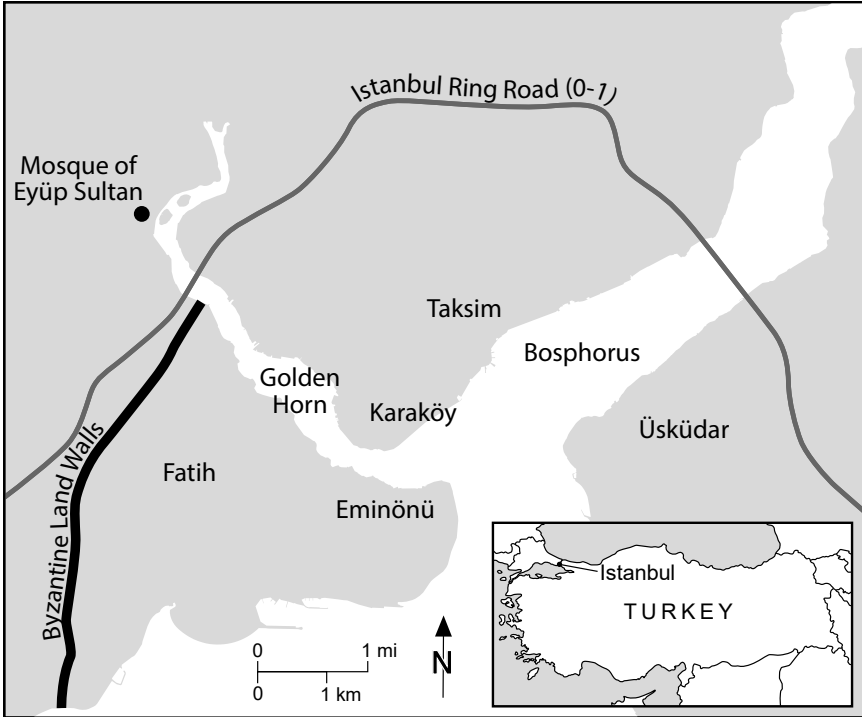 Istanbul Ring Road (0-1)
Mosque of
Eyüp Sultan
Taksim
Bosphorus
Golden
Horn
Karaköy
Üsküdar
Byzantine Land Walls
Fatih
Eminönü
Istanbul
TURKEY
0 1 mi
0 1 km
N